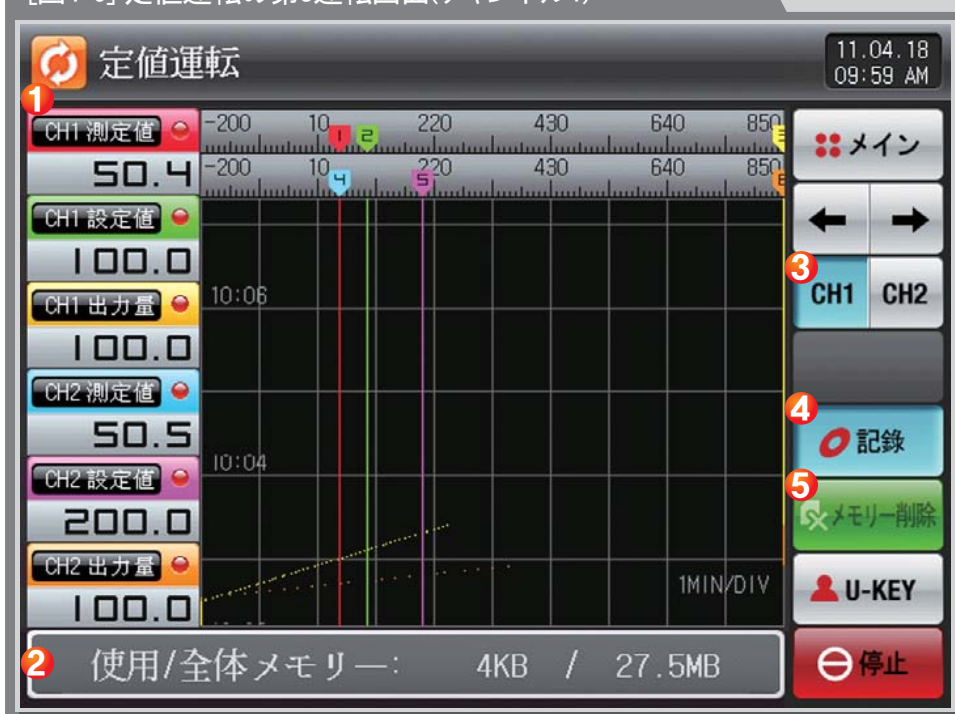 定値運転
11.04.18
09:59 AM
1
CH1 測定値
50.4
CH1 設定値
100.0
CH1 出力量
100.0
CH2 測定値
50.5
CH2 設定値
200.0
CH2 出力量
100.0
-200 10 220 430 640 850
1 2 3
-200 10 220 430 640 850
4 5 6
10:06
10:04
1MIN/DIV
メイン
3
CH1 CH2
4
記録
5
メモリー削除
U-KEY
停止
2
使用/全体メモリー: 4KB / 27.5MB